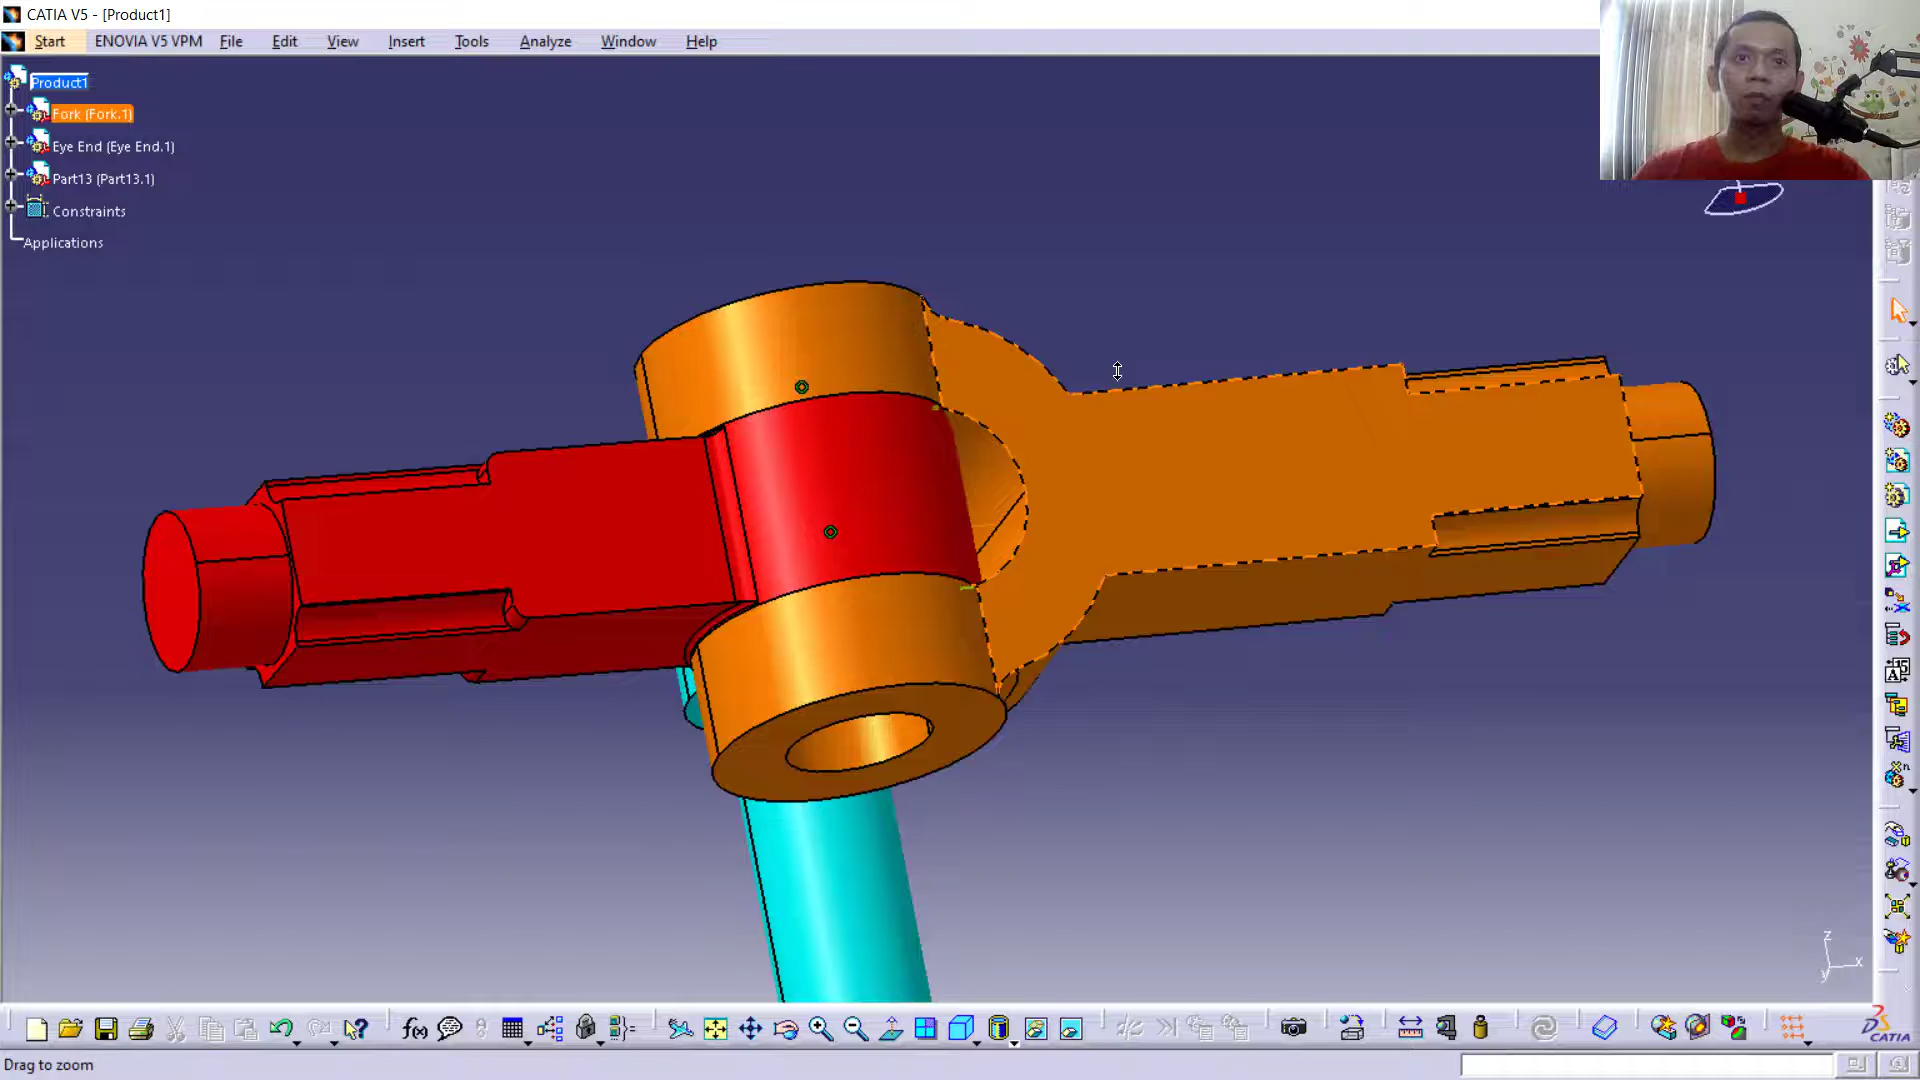 CATIA V5 - [Product1]
Start ENOVIA V5 VPM File Edit View Insert Tools Analyze Window Help
Product1
Fork (Fork.1)
Eye End (Eye End.1)
Part13 (Part13.1)
Constraints
Applications
z
x
y
f(x)
CATIA
Drag to zoom